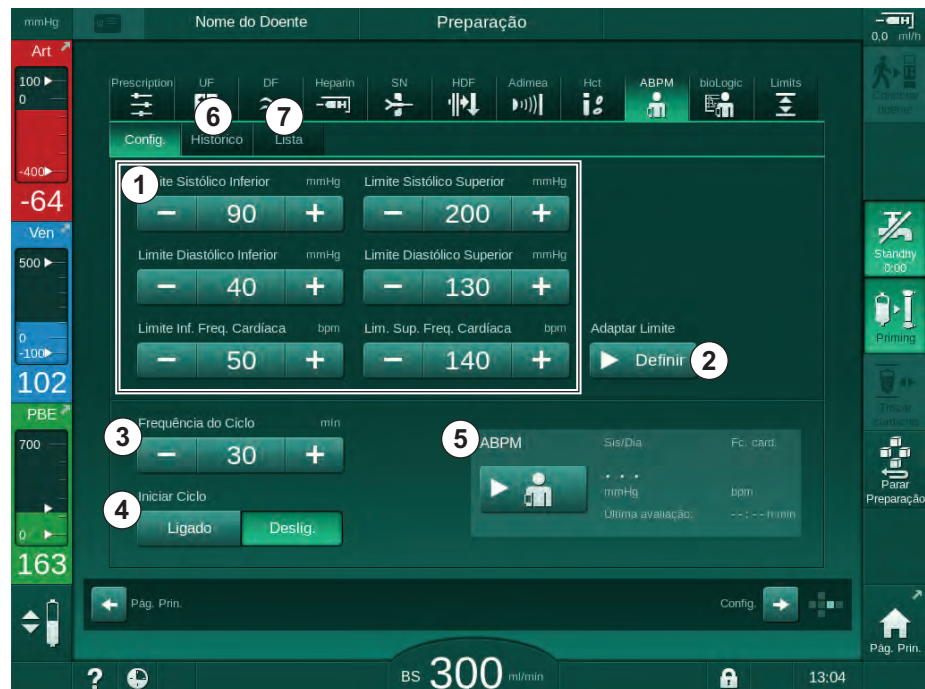 mmHg
Nome do Doente
Preparação
0,0 ml/h
Art
100
0
-400
-64
Ven
500
0
-100
102
PBE
700
0
163
Prescription
UF
DF
Heparin
SN
HDF
Adimea
Hct
ABPM
bioLogic
Limits
6
7
Config.
Histórico
Lista
1
Sistólico Inferior mmHg
Limite Sistólico Superior mmHg
90
200
Limite Diastólico Inferior mmHg
Limite Diastólico Superior mmHg
40
130
Limite Inf. Freq. Cardíaca bpm
Lim. Sup. Freq. Cardíaca bpm
Adaptar Limite
50
140
Definir
2
Frequência do Ciclo min
3
30
Iniciar Ciclo
4
Ligado
Deslig.
5
ABPM
Sis/Dia
Fc. card.
mmHg
bpm
Última avaliação:
--:-- h:min
Pág. Prin.
Config.
Standby
0:00
Priming
Parar
Preparação
Pág. Prin.
?
BS 300 ml/min
13:04